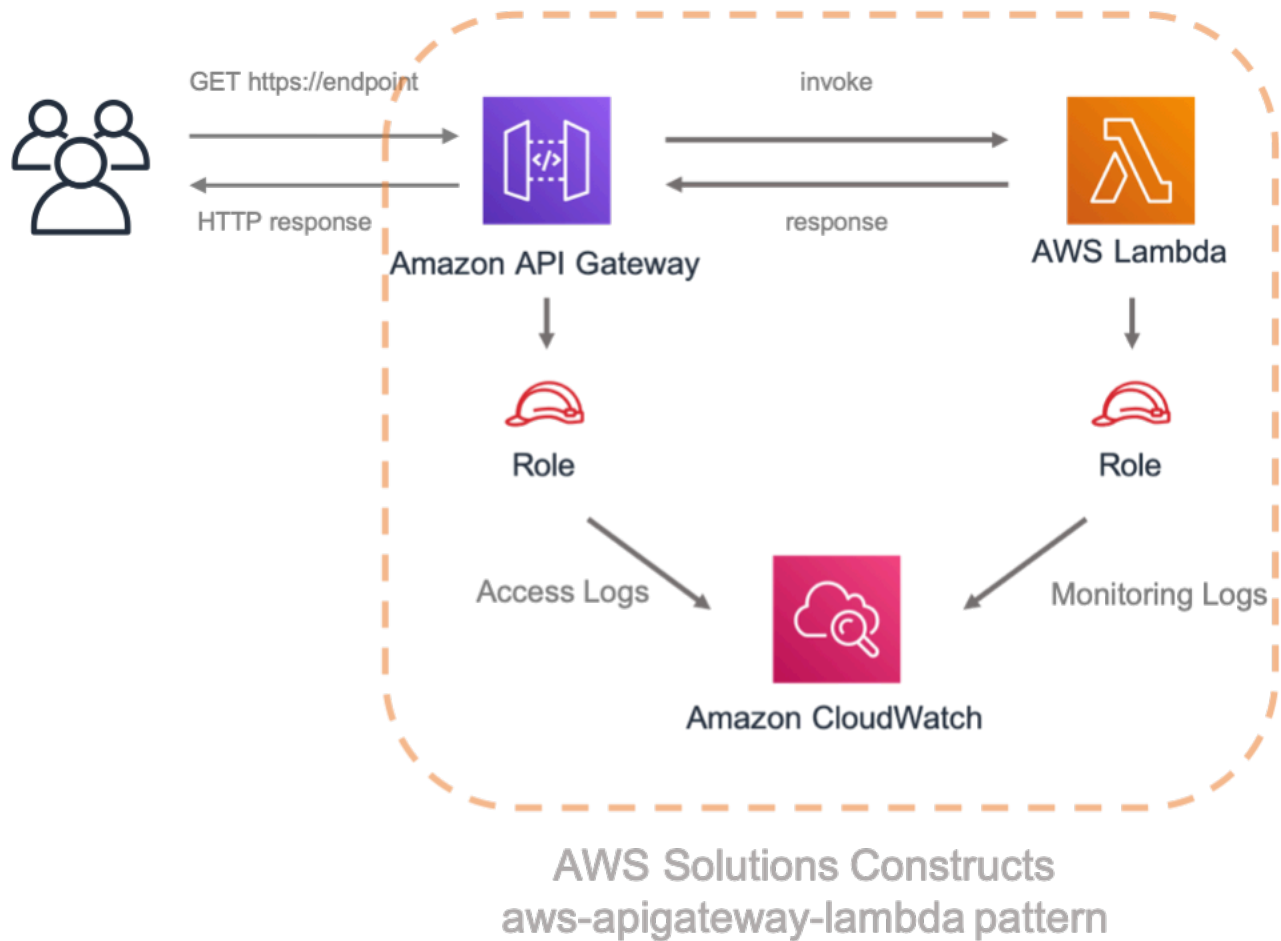 GET https://endpoint
invoke
</>
HTTP response
response
Amazon API Gateway
AWS Lambda
Role
Role
Access Logs
Monitoring Logs
Amazon CloudWatch
AWS Solutions Constructs
aws-apigateway-lambda pattern